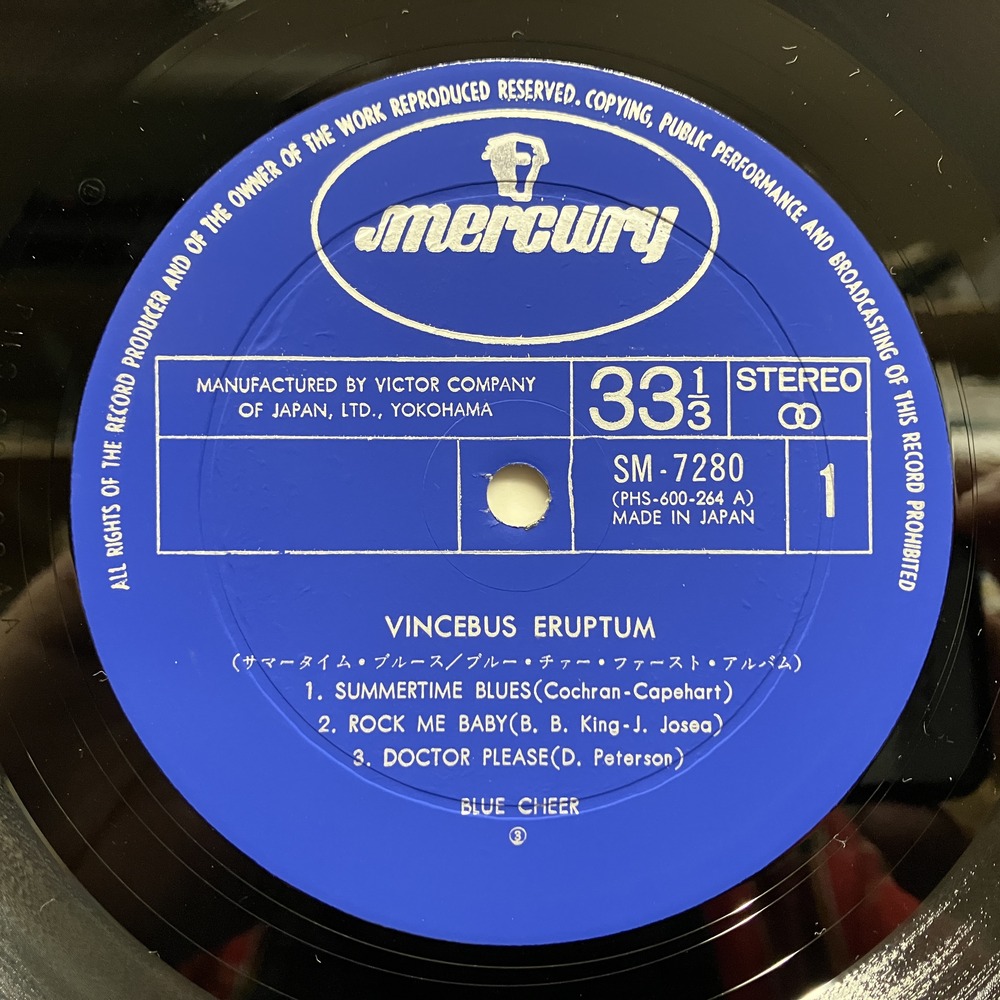 ALL RIGHTS OF THE RECORD PRODUCER AND OF THE OWNER OF THE WORK REPRODUCED RESERVED. COPYING, PUBLIC PERFORMANCE AND BROADCASTING OF THIS RECORD PROHIBITED
mercury
MANUFACTURED BY VICTOR COMPANY
OF JAPAN, LTD., YOKOHAMA
33 1/3
STEREO
SM-7280
(PHS-600-264 A)
MADE IN JAPAN
1
VINCEBUS ERUPTUM
(サマータイム・ブルース/ブルー・チァー・ファースト・アルバム)
1. SUMMERTIME BLUES(Cochran-Capehart)
2. ROCK ME BABY(B. B. King-J. Josea)
3. DOCTOR PLEASE(D. Peterson)
BLUE CHEER
③